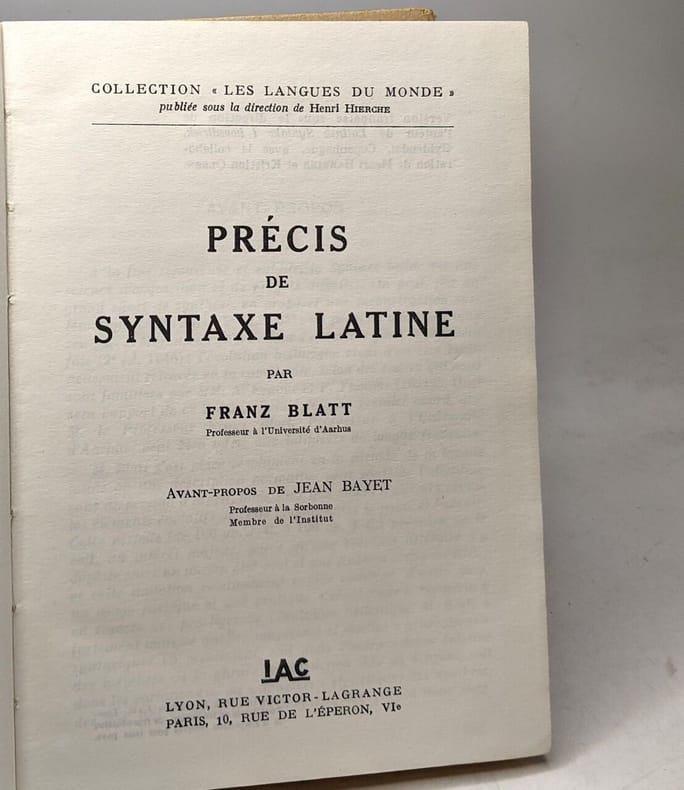 COLLECTION « LES LANGUES DU MONDE »
publiée sous la direction de Henri HIERCHE
PRÉCIS
DE
SYNTAXE LATINE
PAR
FRANZ BLATT
Professeur à l'Université d'Aarhus
AVANT-PROPOS DE JEAN BAYET
Professeur à la Sorbonne
Membre de l'Institut
IAC
LYON, RUE VICTOR-LAGRANGE
PARIS, 10, RUE DE L'ÉPERON, VIe